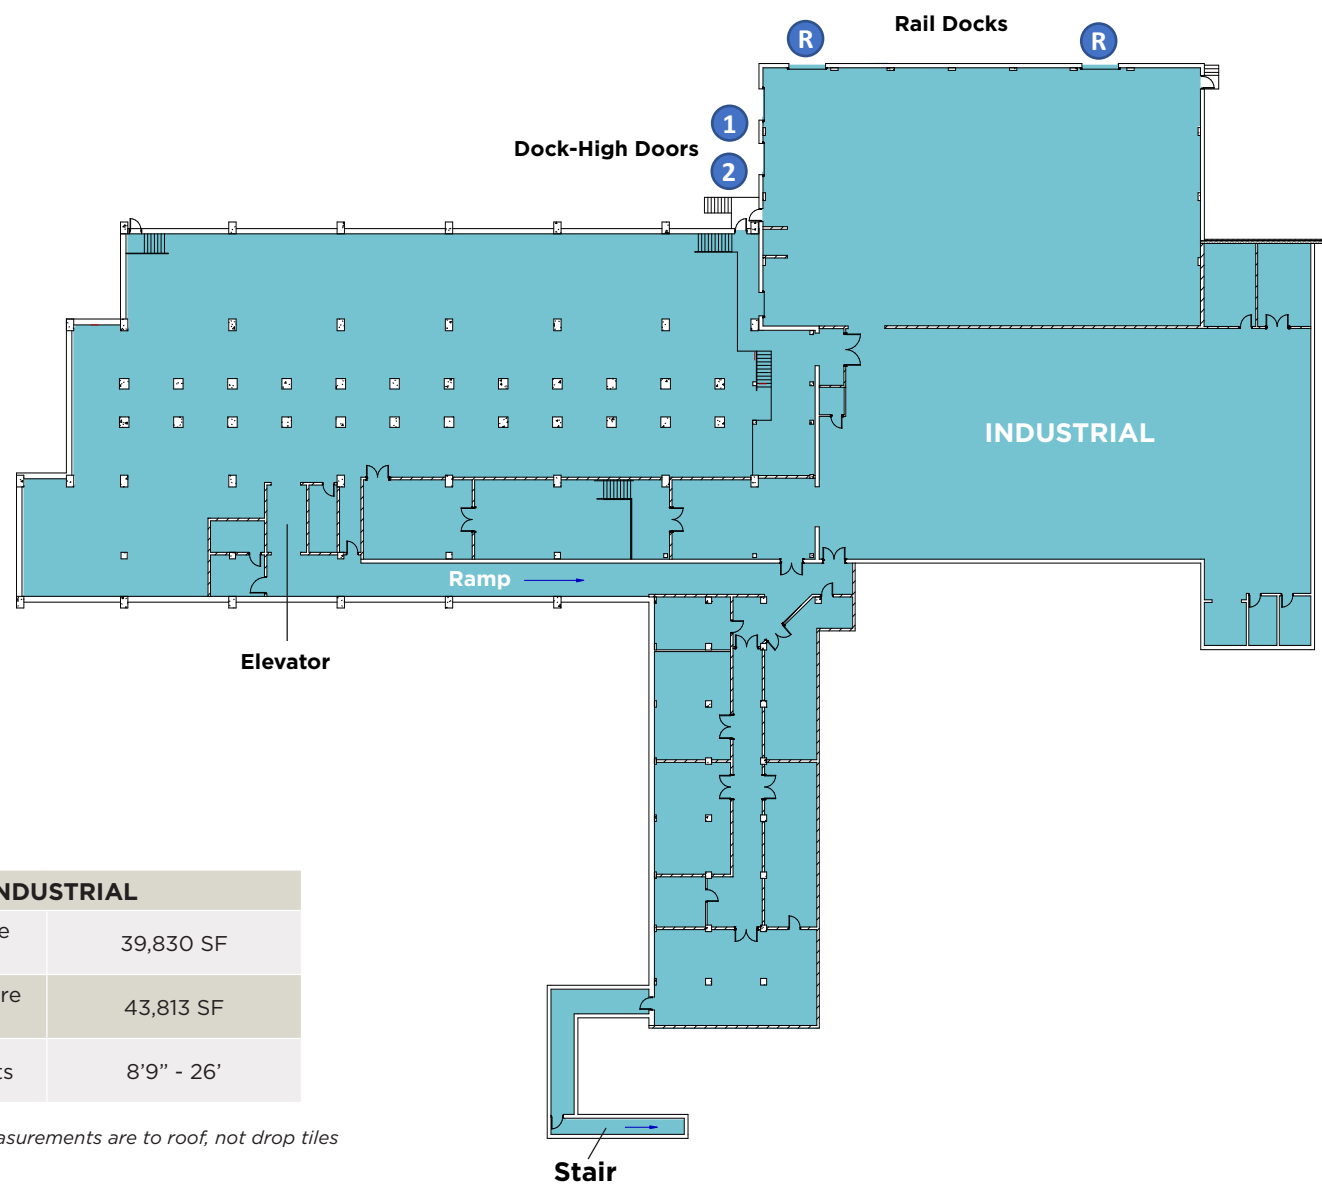 Rail Docks
R
R
1
Dock-High Doors
2
INDUSTRIAL
Ramp
Elevator
NDUSTRIAL
39,830 SF
43,813 SF
8'9” - 26’
asurements are to roof, not drop tiles
Stair